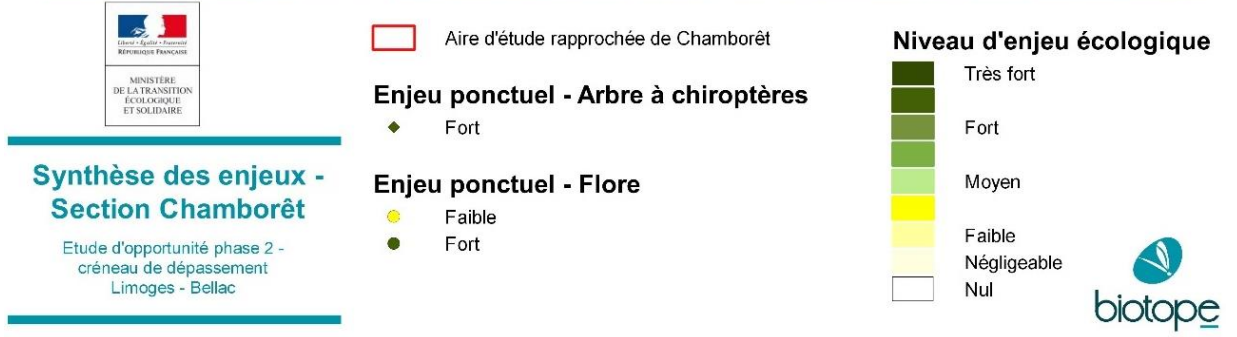 Liberté • Égalité • Fraternité
RÉPUBLIQUE FRANÇAISE
MINISTÈRE
DE LA TRANSITION
ÉCOLOGIQUE
ET SOLIDAIRE
Synthèse des enjeux -
Section Chamborêt
Etude d'opportunité phase 2 -
créneau de dépassement
Limoges - Bellac
Aire d'étude rapprochée de Chamborêt
Enjeu ponctuel - Arbre à chiroptères
Fort
Enjeu ponctuel - Flore
Faible
Fort
Niveau d'enjeu écologique
Très fort
Fort
Moyen
Faible
Négligeable
Nul
biotope